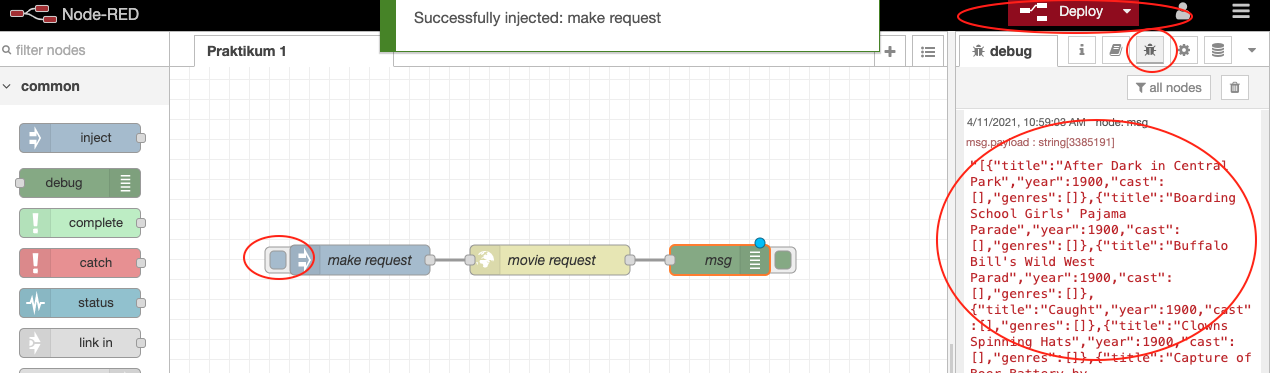 Node-RED
Successfully injected: make request
Deploy
filter nodes
Praktikum 1
debug
i
all nodes
common
inject
debug
complete
catch
status
link in
make request
movie request
msg
4/11/2021, 10:59:03 AM node: msg
msg.payload : string[3385191]
"[{"title":"After Dark in Central
Park","year":1900,"cast":
[],"genres":[]},{"title":"Boarding
School Girls' Pajama
Parade","year":1900,"cast":
[],"genres":[]},{"title":"Buffalo
Bill's Wild West
Parad","year":1900,"cast":
[],"genres":[]},
{"title":"Caught","year":1900,"cast"
:[],"genres":[]},{"title":"Clowns
Spinning Hats","year":1900,"cast":
[],"genres":[]},{"title":"Capture of